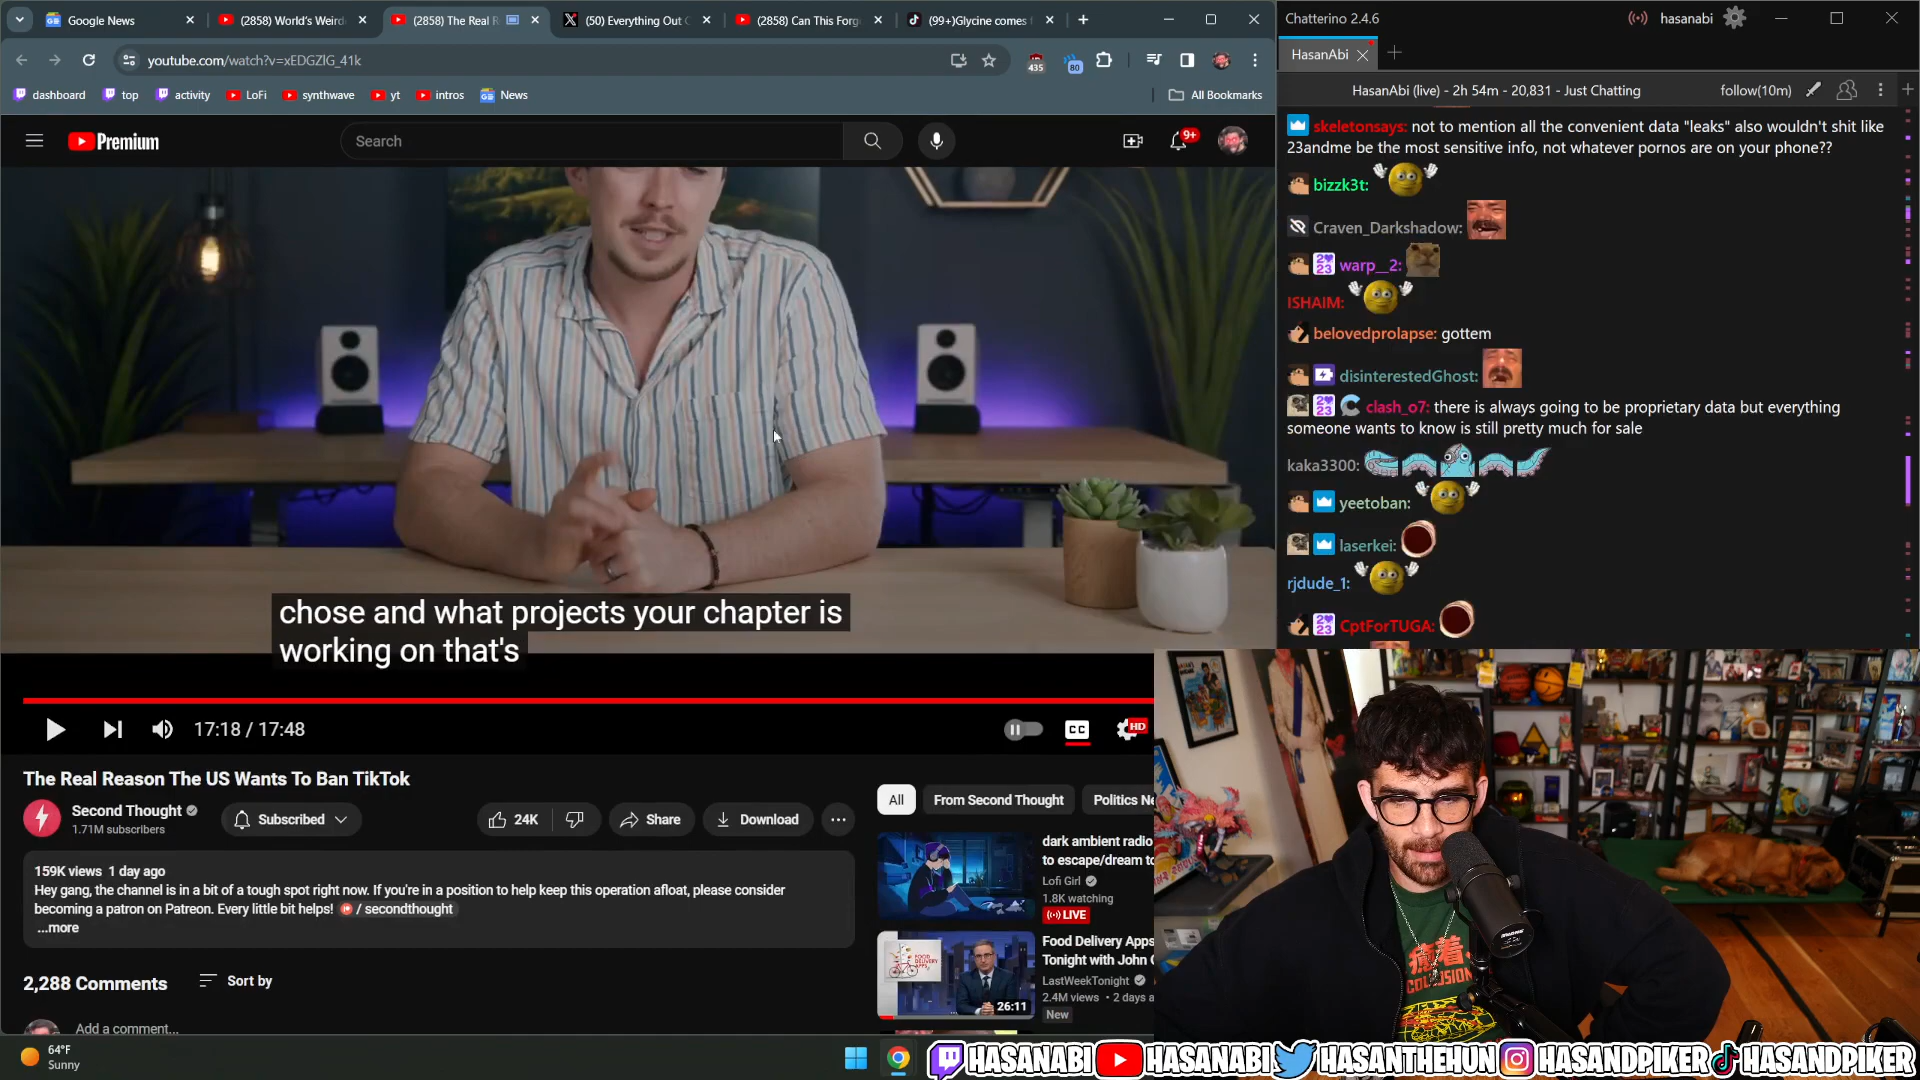 Google News
(2858) World's Weird
(2858) The Real R
(50) Everything Out C
(2858) Can This Forg
(99+)Glycine comes f
youtube.com/watch?v=xEDGZlG_41k
435
80
dashboard
top
activity
LoFi
synthwave
yt
intros
News
All Bookmarks
Premium
Search
9+
chose and what projects your chapter is
working on that's
17:18 / 17:48
CC
HD
The Real Reason The US Wants To Ban TikTok
Second Thought
1.71M subscribers
Subscribed
24K
Share
Download
159K views 1 day ago
Hey gang, the channel is in a bit of a tough spot right now. If you're in a position to help keep this operation afloat, please consider
becoming a patron on Patreon. Every little bit helps! / secondthought
...more
2,288 Comments
Sort by
Add a comment...
All
From Second Thought
Politics Ne
dark ambient radio
to escape/dream to
Lofi Girl
1.8K watching
LIVE
Food Delivery Apps
Tonight with John O
LastWeekTonight
2.4M views • 2 days a
New
26:11
64°F
Sunny
Chatterino 2.4.6
hasanabi
HasanAbi
HasanAbi (live) - 2h 54m - 20,831 - Just Chatting
follow(10m)
skeletonsays: not to mention all the convenient data "leaks" also wouldn't shit like
23andme be the most sensitive info, not whatever pornos are on your phone??
bizzk3t:
Craven_Darkshadow:
warp__2:
ISHAIM:
belovedprolapse: gottem
disinterestedGhost:
clash_o7: there is always going to be proprietary data but everything
someone wants to know is still pretty much for sale
kaka3300:
yeetoban:
laserkei:
rjdude_1:
CptForTUGA:
HASANABI
HASANABI
HASANTHEHUN
HASANDPIKER
HASANDPIKER